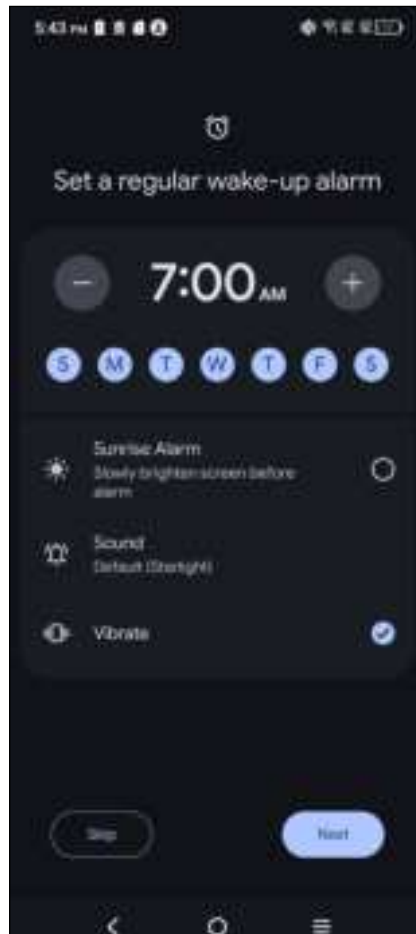 5:43 PM
Set a regular wake-up alarm
7:00 AM
S M T W T F S
Sunrise Alarm
Slowly brighten screen before
alarm
Sound
Default (Starlight)
Vibrate
Skip
Next